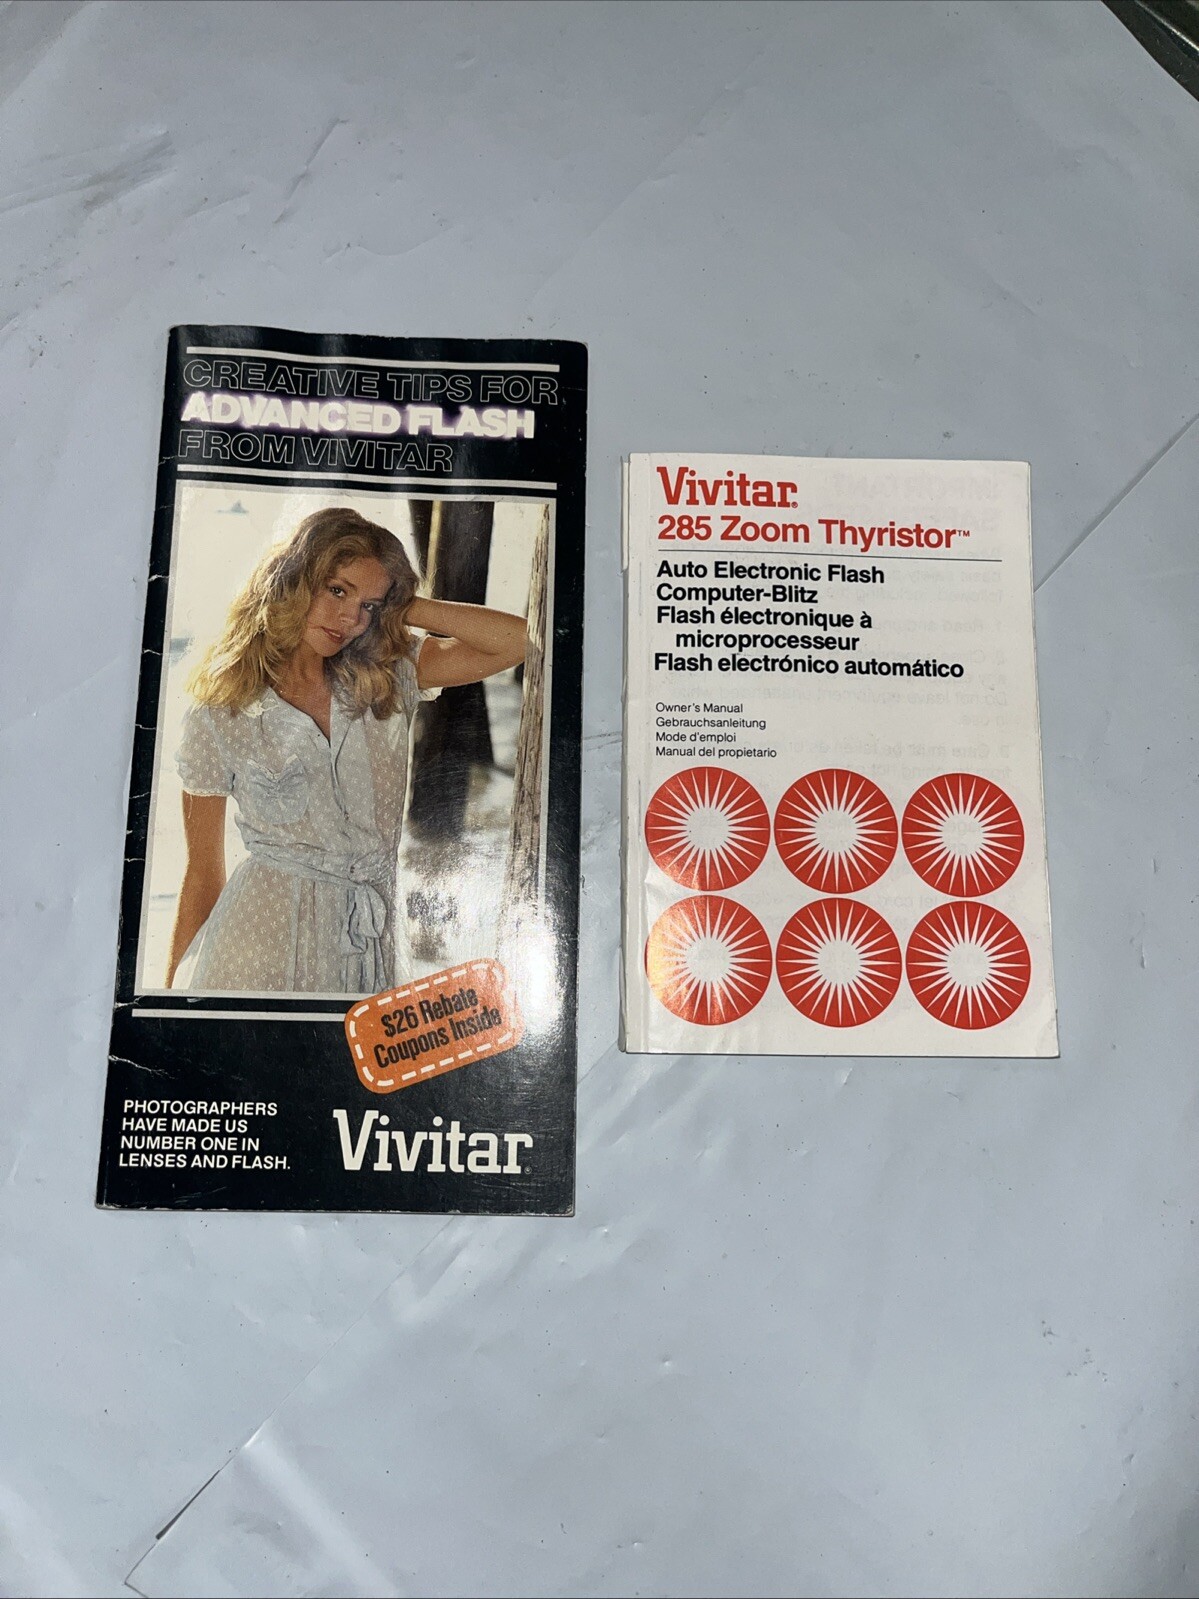 CREATIVE TIPS FOR
ADVANCED FLASH
FROM VIVITAR
$26 Rebate
Coupons Inside
PHOTOGRAPHERS
HAVE MADE US
NUMBER ONE IN
LENSES AND FLASH.
Vivitar®
Vivitar®
285 Zoom Thyristor™
Auto Electronic Flash
Computer-Blitz
Flash électronique à
microprocesseur
Flash electrónico automático
Owner's Manual
Gebrauchsanleitung
Mode d'emploi
Manual del propietario